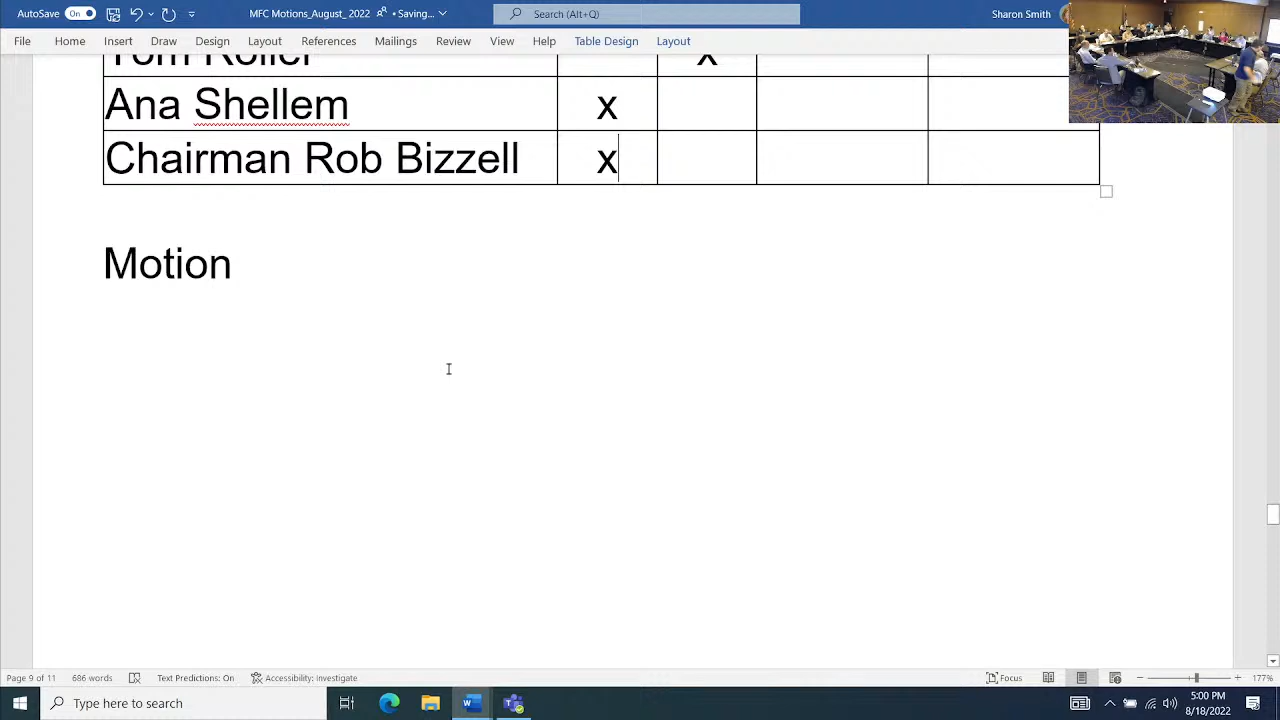 AutoSave On MFC Motions_August_2022 • Saving... Search (Alt+Q) Sharon Smith
File Home Insert Draw Design Layout References Mailings Review View Help Table Design Layout
Tom Roller x
Ana Shellem x
Chairman Rob Bizzell x
Motion
Page 9 of 11 686 words Text Predictions: On Accessibility: Investigate Focus 177%
Type here to search 5:00 PM
8/18/2022